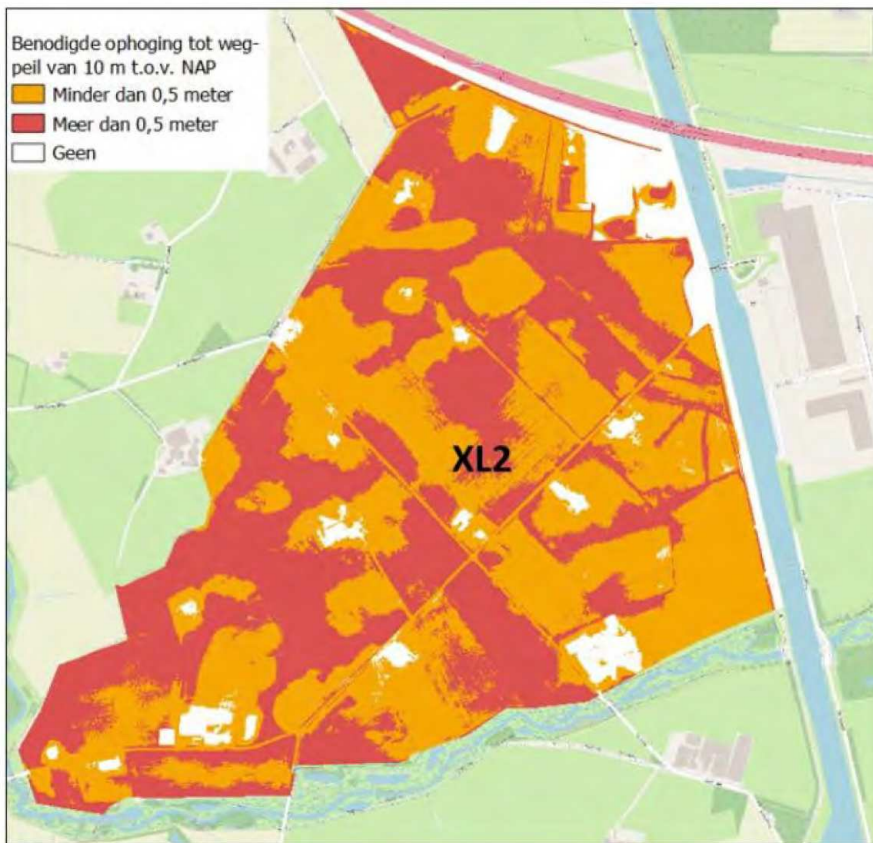 Benodigde ophoging tot weg-
peil van 10 m t.o.v. NAP
Minder dan 0,5 meter
Meer dan 0,5 meter
Geen
XL2